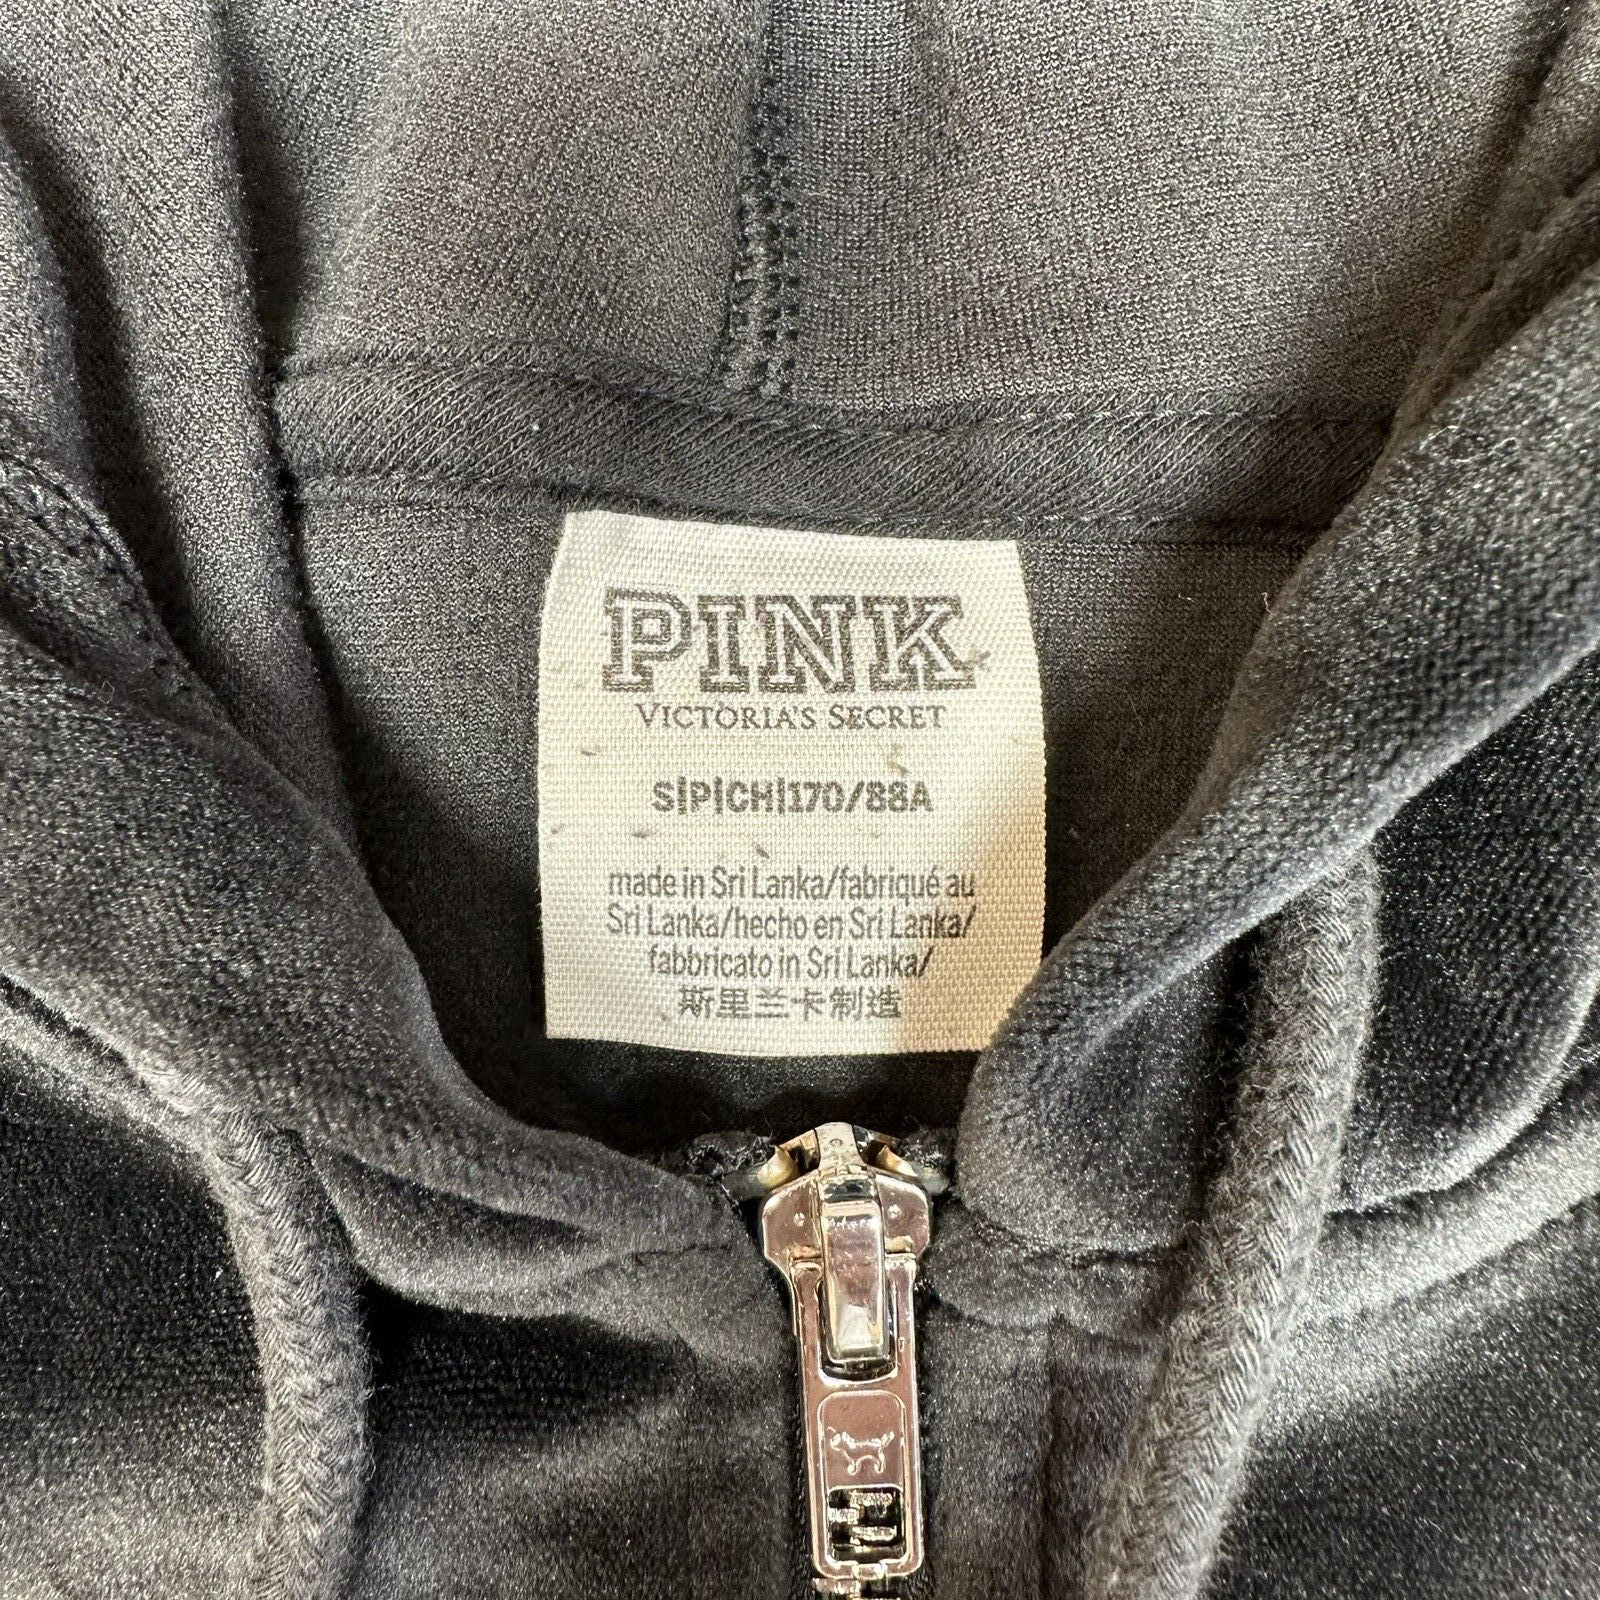 PINK
VICTORIA'S SECRET
S|P|CH|170/88A
made in Sri Lanka/fabriqué au
Sri Lanka/hecho en Sri Lanka/
fabbricato in Sri Lanka/
斯里兰卡制造